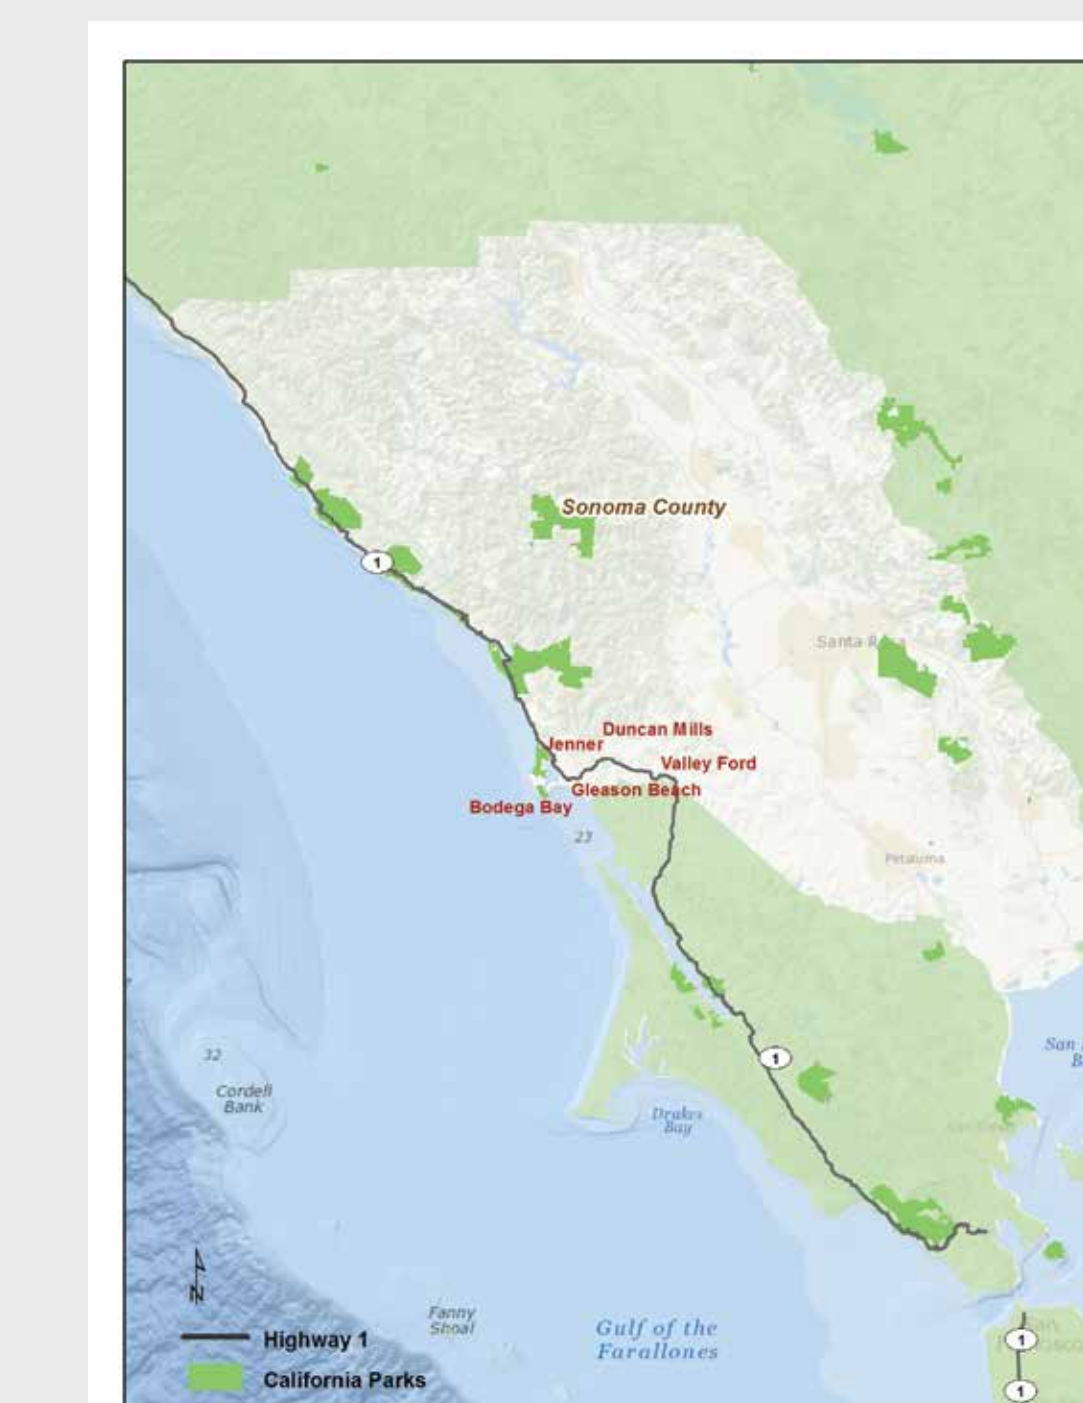 Sonoma County
1
Santa Rosa
Duncan Mills
Jenner
Valley Ford
Gleason Beach
Bodega Bay
23
Petaluma
San
B
32
Cordell
Bank
1
Drakes
Bay
N
Fanny
Shoal
Gulf of the
Farallones
Highway 1
California Parks
1
1